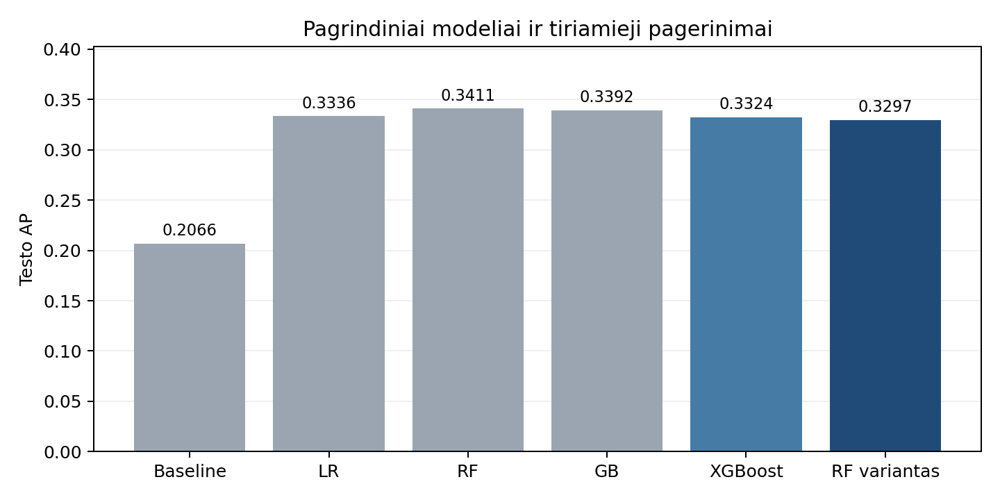 Pagrindiniai modeliai ir tiriamieji pagerinimai
Testo AP
0.40
0.35
0.30
0.25
0.20
0.15
0.10
0.05
0.00
0.2066
0.3336
0.3411
0.3392
0.3324
0.3297
Baseline
LR
RF
GB
XGBoost
RF variantas